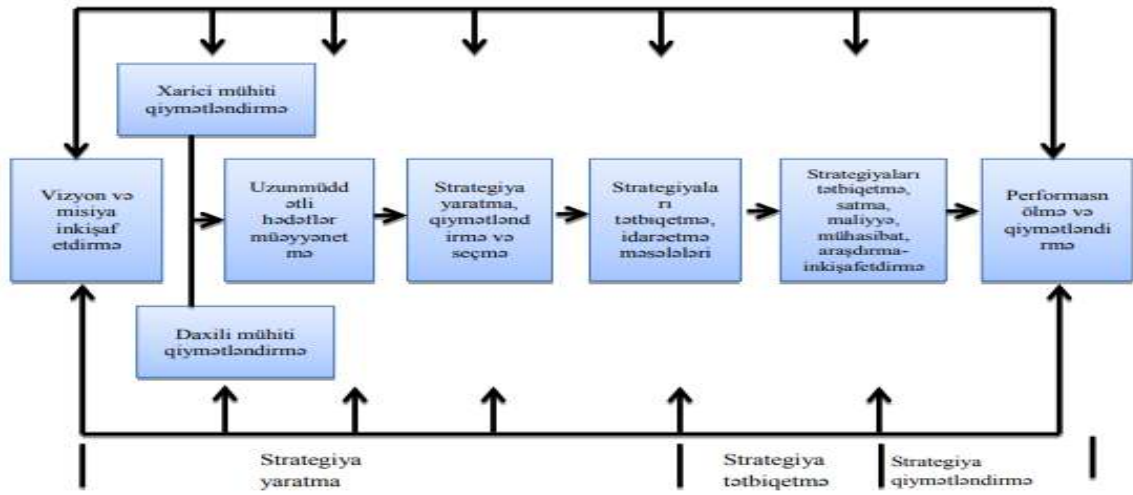 Xarici mühiti
qiymətləndirmə
Vizyon və
misiya
inkişaf
etdirmə
Uzunmüdd
ətli
hədəflər
müəyyənet
mə
Strategiya
yaratma,
qiymətlənd
irmə və
seçmə
Strategiyala
rı
tətbiqetmə,
idarəetmə
məsələləri
Strategiyaları
tətbiqetmə,
satma,
maliyyə,
mühasibat,
araşdırma-
inkişafetdirmə
Performasn
ölmə və
qiymətləndi
rmə
Daxili mühiti
qiymətləndirmə
Strategiya
yaratma
Strategiya
tətbiqetmə
Strategiya
qiymətləndirmə